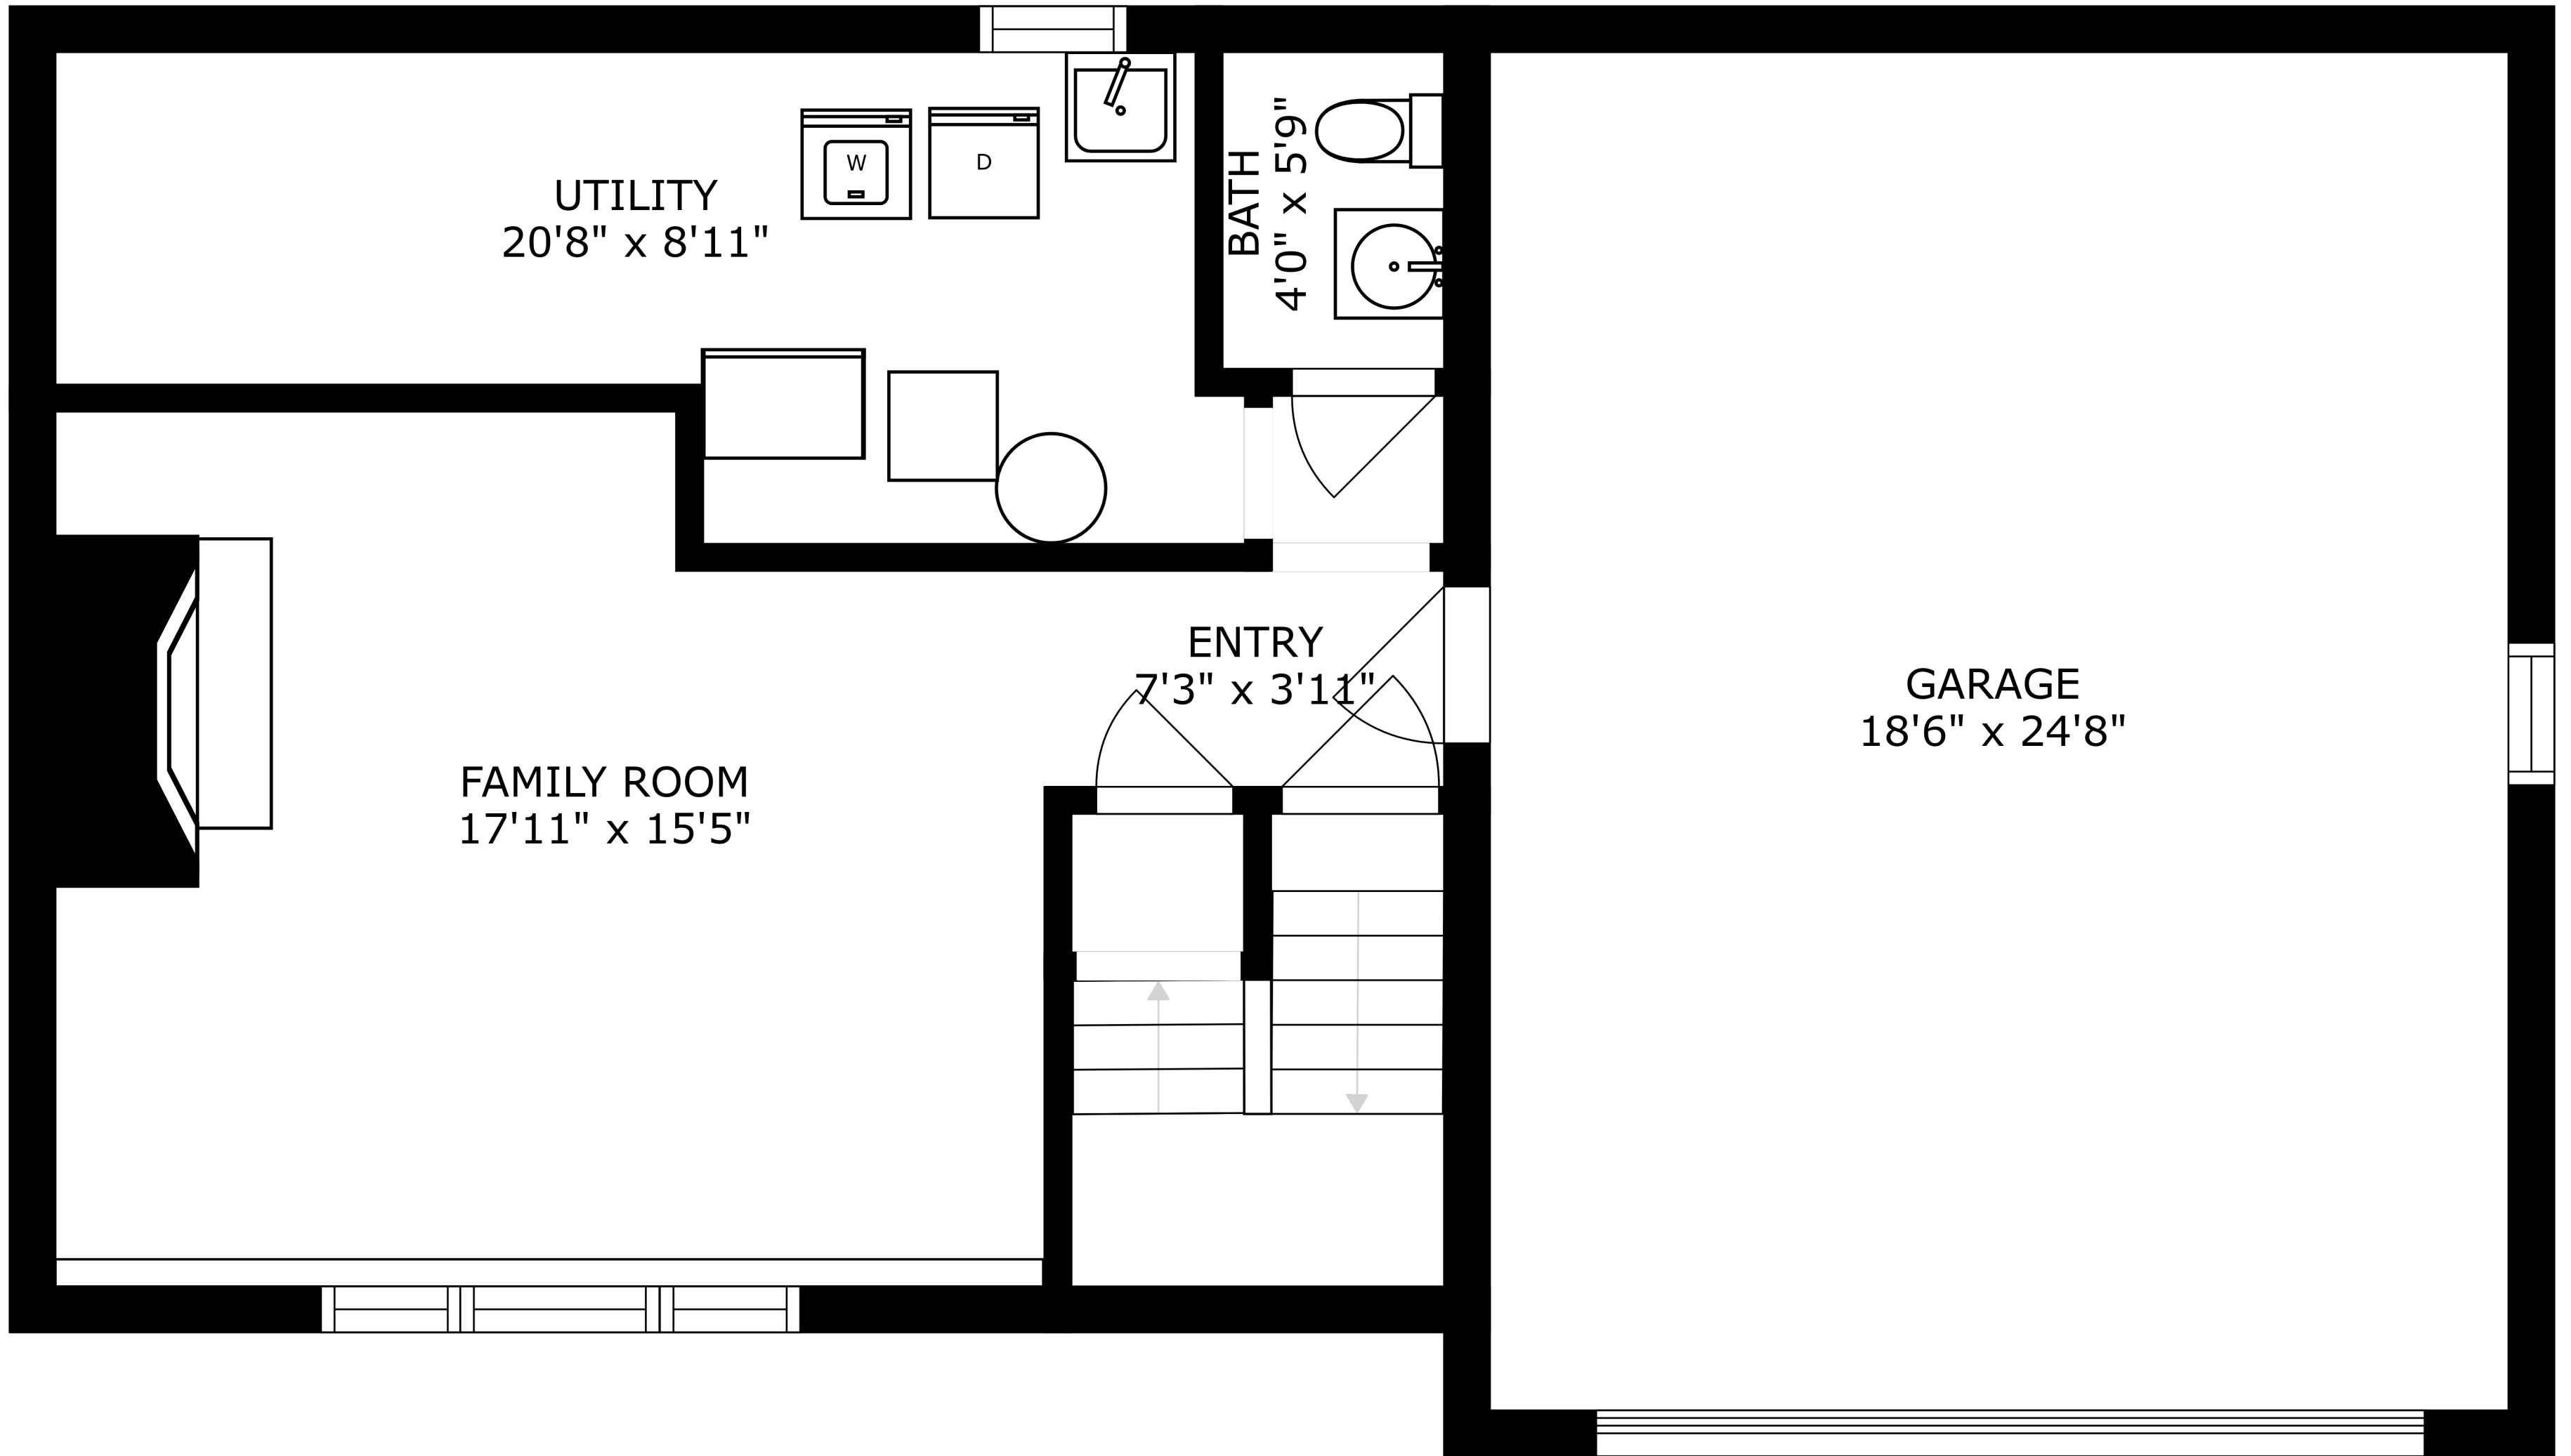 UTILITY
20'8" x 8'11"
W
D
BATH
4'0" x 5'9"
ENTRY
7'3" x 3'11"
GARAGE
18'6" x 24'8"
FAMILY ROOM
17'11" x 15'5"